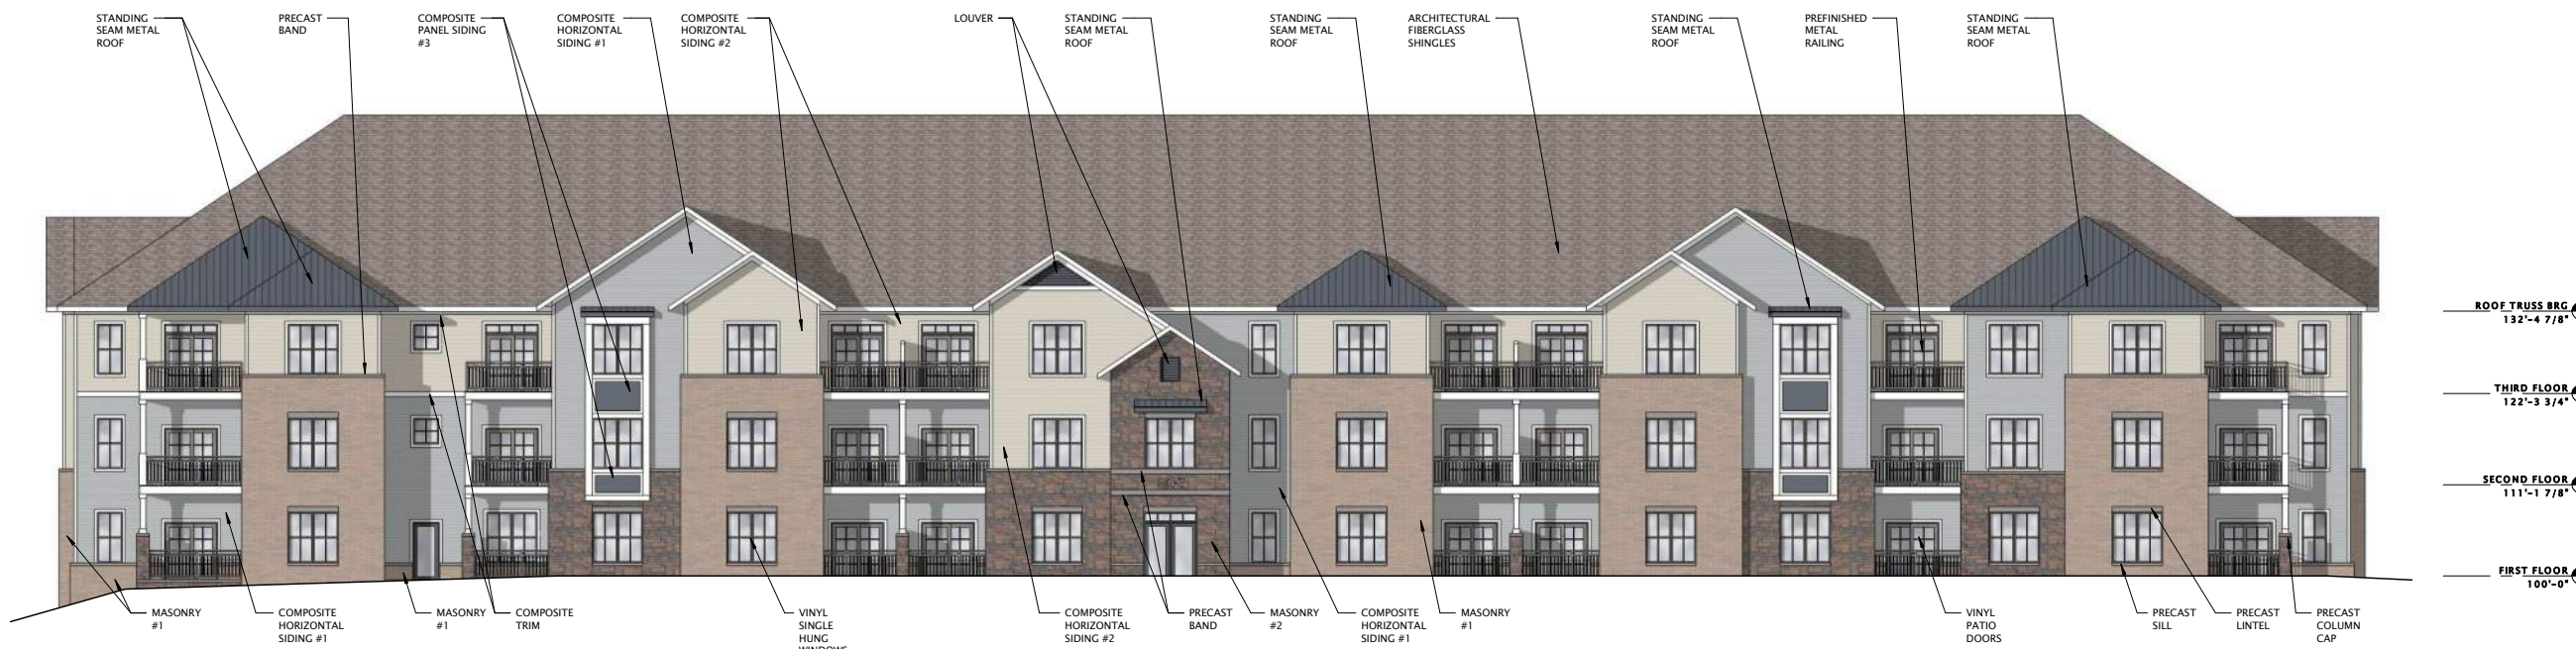 STANDING
SEAM METAL
ROOF
PRECAST
BAND
COMPOSITE
PANEL SIDING
#3
COMPOSITE
HORIZONTAL
SIDING #1
COMPOSITE
HORIZONTAL
SIDING #2
LOUVER
STANDING
SEAM METAL
ROOF
STANDING
SEAM METAL
ROOF
ARCHITECTURAL
FIBERGLASS
SHINGLES
STANDING
SEAM METAL
ROOF
PREFINISHED
METAL
RAILING
STANDING
SEAM METAL
ROOF
ROOF TRUSS BRG
132'-4 7/8"
THIRD FLOOR
122'-3 3/4"
SECOND FLOOR
111'-1 7/8"
FIRST FLOOR
100'-0"
MASONRY
#1
COMPOSITE
HORIZONTAL
SIDING #1
MASONRY
#1
COMPOSITE
TRIM
VINYL
SINGLE
HUNG
WINDOWS
COMPOSITE
HORIZONTAL
SIDING #2
PRECAST
BAND
MASONRY
#2
COMPOSITE
HORIZONTAL
SIDING #1
MASONRY
#1
VINYL
PATIO
DOORS
PRECAST
SILL
PRECAST
LINTEL
PRECAST
COLUMN
CAP